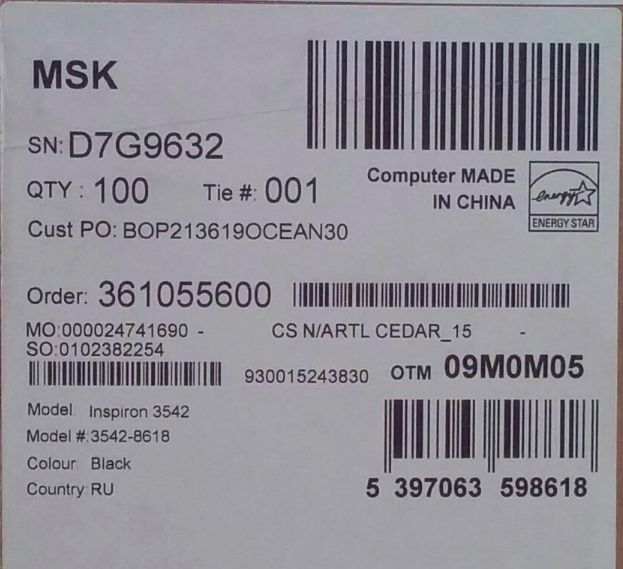 MSK
SN: D7G9632
QTY : 100 Tie #: 001
Computer MADE
IN CHINA
energy
ENERGY STAR
Cust PO: BOP213619OCEAN30
Order: 361055600
MO:000024741690 - CS N/ARTL CEDAR_15 -
SO:0102382254
930015243830 OTM 09M0M05
Model Inspiron 3542
Model #:3542-8618
Colour Black
Country RU
5 397063 598618